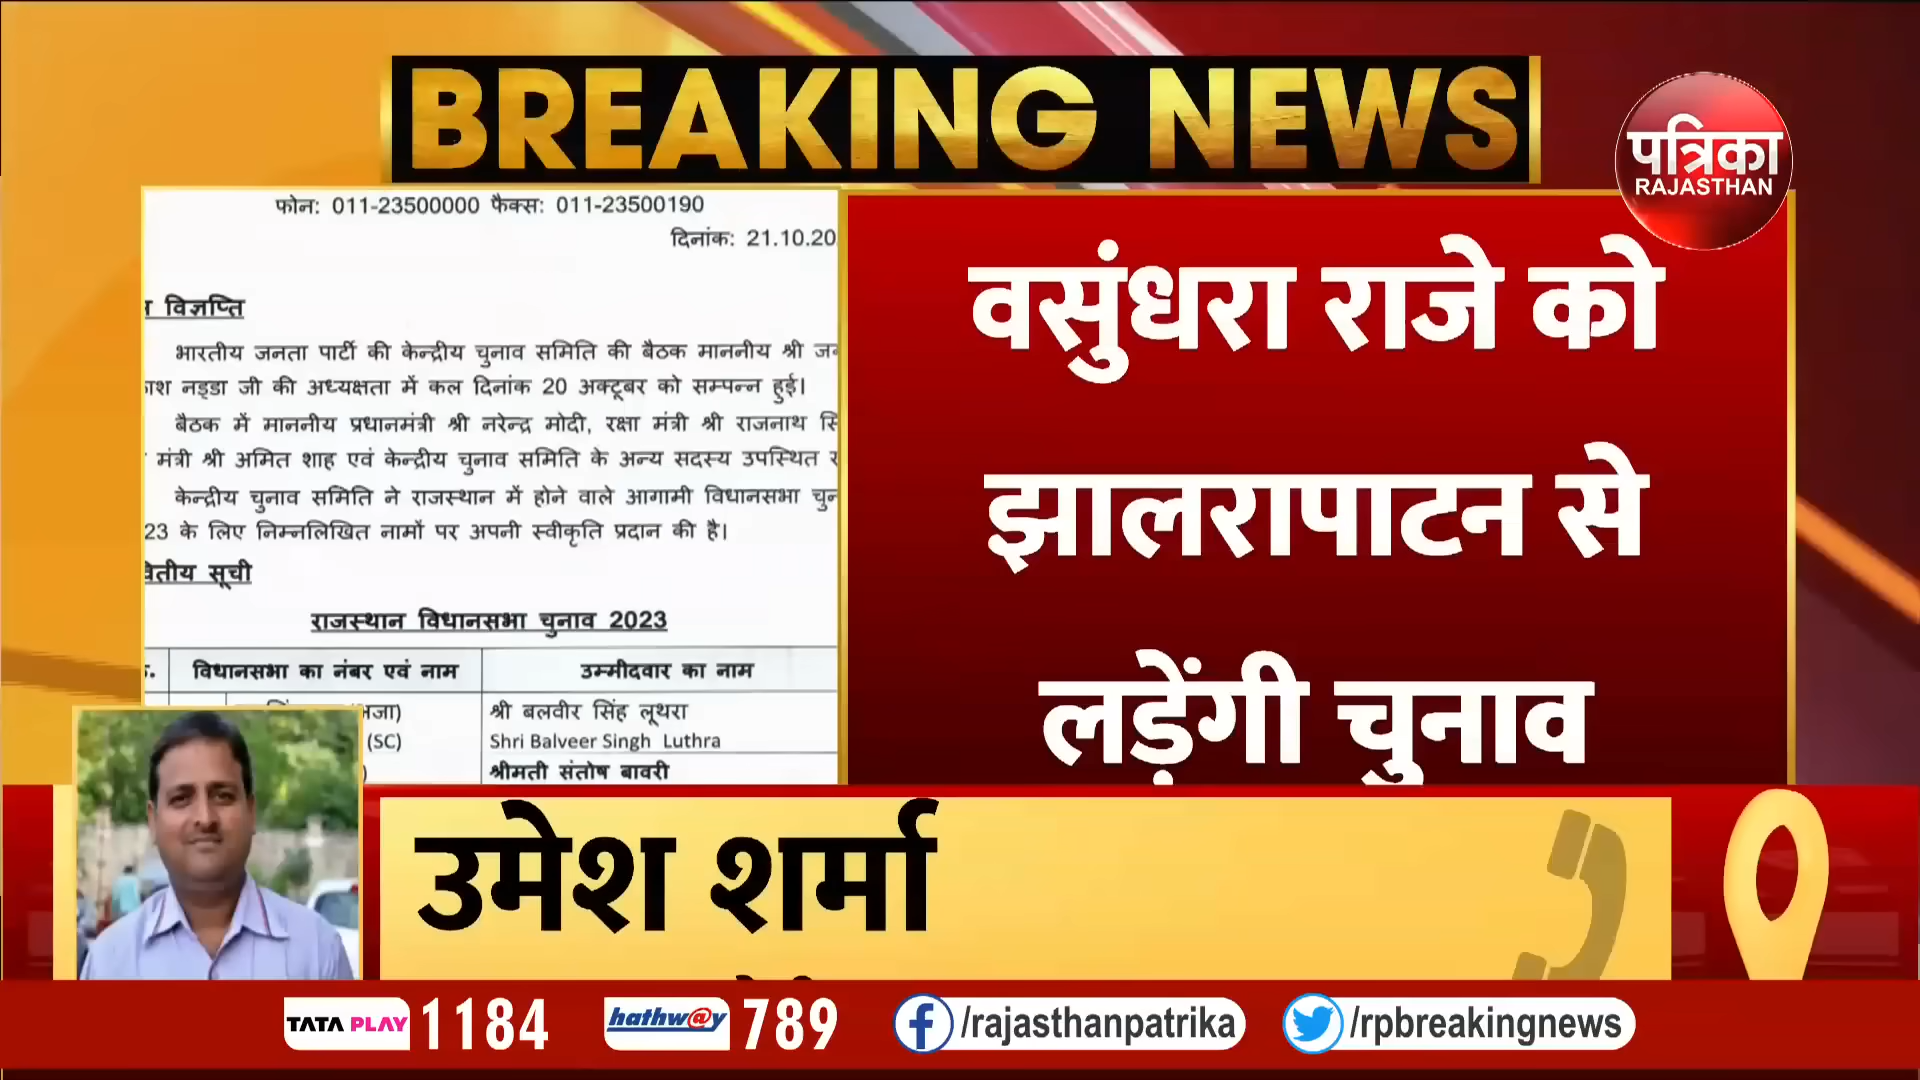 BREAKING NEWS
पत्रिका
RAJASTHAN
फोन: 011-23500000 फैक्स: 011-23500190
दिनांक: 21.10.20
विज्ञप्ति
भारतीय जनता पार्टी की केन्द्रीय चुनाव समिति की बैठक माननीय श्री
नड्डा जी की अध्यक्षता में कल दिनांक 20 अक्टूबर को सम्पन्न हुई।
बैठक में माननीय प्रधानमंत्री श्री नरेन्द्र मोदी, रक्षा मंत्री श्री राजनाथ
मंत्री श्री अमित शाह एवं केन्द्रीय चुनाव समिति के अन्य सदस्य उपस्थित
केन्द्रीय चुनाव समिति ने राजस्थान में होने वाले आगामी विधानसभा
23 के लिए निम्नलिखित नामों पर अपनी स्वीकृति प्रदान की है।
सूची
राजस्थान विधानसभा चुनाव 2023
विधानसभा का नंबर एवं नाम उम्मीदवार का नाम
श्री बलवीर सिंह लूथरा
(SC) Shri Balveer Singh Luthra
श्रीमती संतोष बावरी
वसुंधरा राजे को
झालरापाटन से
लड़ेंगी चुनाव
उमेश शर्मा
TATA PLAY 1184 hathw@y 789 /rajasthanpatrika /rpbreakingnews